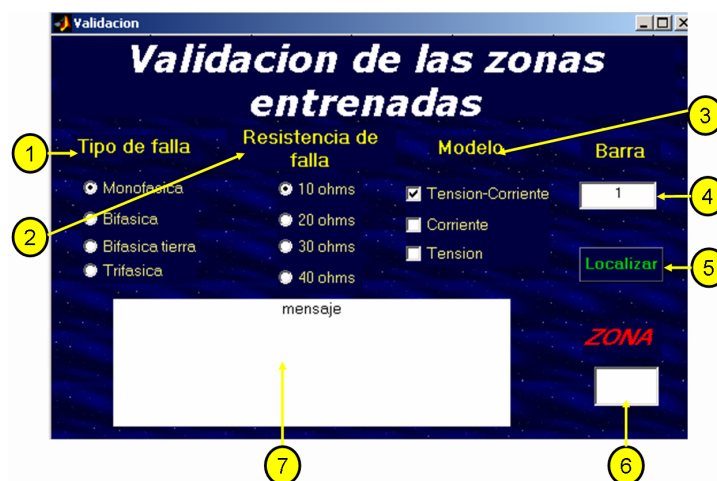 Validacion
Validacion de las zonas
entrenadas
1
Tipo de falla
Monofasica
Bifasica
Bifasica tierra
Trifasica
2
Resistencia de
falla
10 ohms
20 ohms
30 ohms
40 ohms
3
Modelo
Tension-Corriente
Corriente
Tension
Barra
1
4
Localizar
5
ZONA
6
mensaje
7